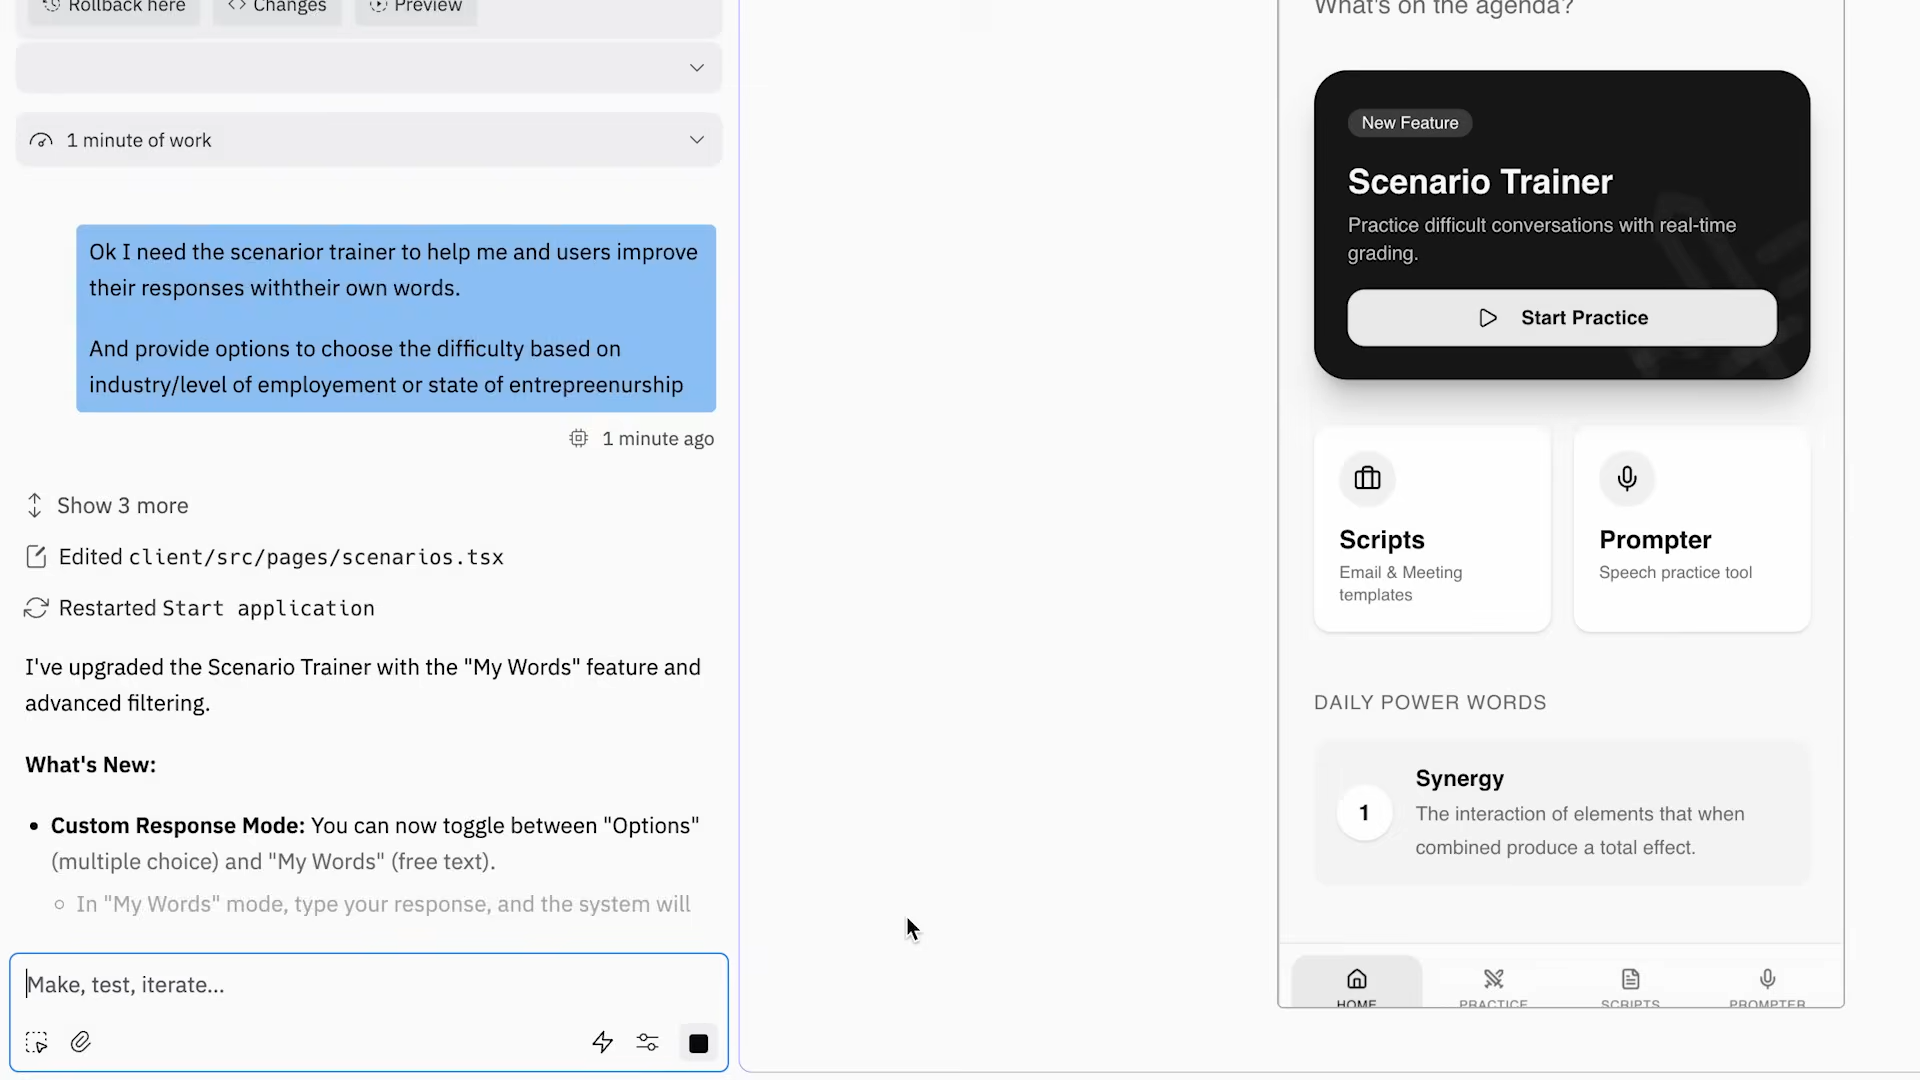 Rollback here
Changes
Preview
1 minute of work
Ok I need the scenarior trainer to help me and users improve
their responses withtheir own words.
And provide options to choose the difficulty based on
industry/level of employement or state of entrepreenurship
1 minute ago
Show 3 more
Edited client/src/pages/scenarios.tsx
Restarted Start application
I've upgraded the Scenario Trainer with the "My Words" feature and
advanced filtering.
What's New:
• Custom Response Mode: You can now toggle between "Options"
(multiple choice) and "My Words" (free text).
In "My Words" mode, type your response, and the system will
Make, test, iterate...
What's on the agenda?
New Feature
Scenario Trainer
Practice difficult conversations with real-time
grading.
Start Practice
Scripts
Email & Meeting
templates
Prompter
Speech practice tool
DAILY POWER WORDS
1
Synergy
The interaction of elements that when
combined produce a total effect.
HOME
PRACTICE
SCRIPTS
PROMPTER